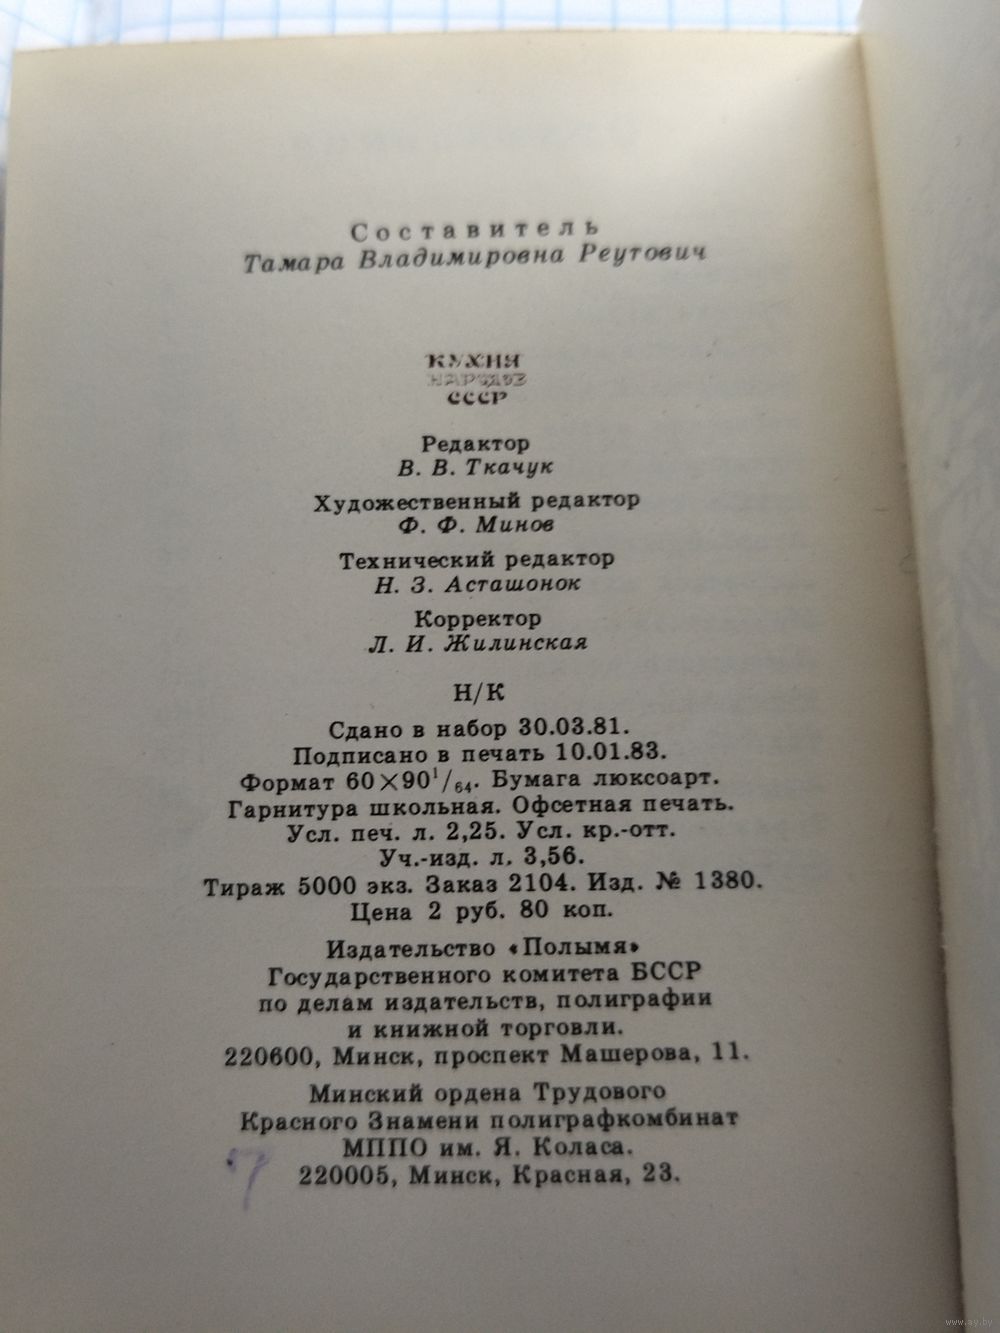 Составитель
Тамара Владимировна Реутович
КУХНЯ
НАРОДОВ
СССР
Редактор
В. В. Ткачук
Художественный редактор
Ф. Ф. Минов
Технический редактор
Н. З. Асташонок
Корректор
Л. И. Жилинская
Н/К
Сдано в набор 30.03.81.
Подписано в печать 10.01.83.
Формат 60×90¹/₆₄. Бумага люксоарт.
Гарнитура школьная. Офсетная печать.
Усл. печ. л. 2,25. Усл. кр.-отт.
Уч.-изд. л. 3,56.
Тираж 5000 экз. Заказ 2104. Изд. № 1380.
Цена 2 руб. 80 коп.
Издательство «Полымя»
Государственного комитета БССР
по делам издательств, полиграфии
и книжной торговли.
220600, Минск, проспект Машерова, 11.
Минский ордена Трудового
Красного Знамени полиграфкомбинат
МППО им. Я. Коласа.
220005, Минск, Красная, 23.
www.ay.by